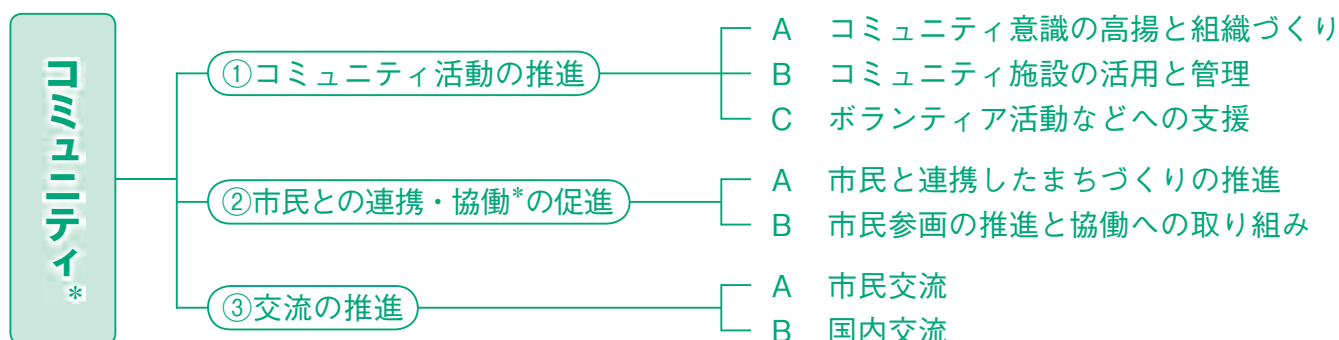 コミュニティ*
①コミュニティ活動の推進
A コミュニティ意識の高揚と組織づくり
B コミュニティ施設の活用と管理
C ボランティア活動などへの支援
②市民との連携・協働*の促進
A 市民と連携したまちづくりの推進
B 市民参画の推進と協働への取り組み
③交流の推進
A 市民交流
B 国内交流